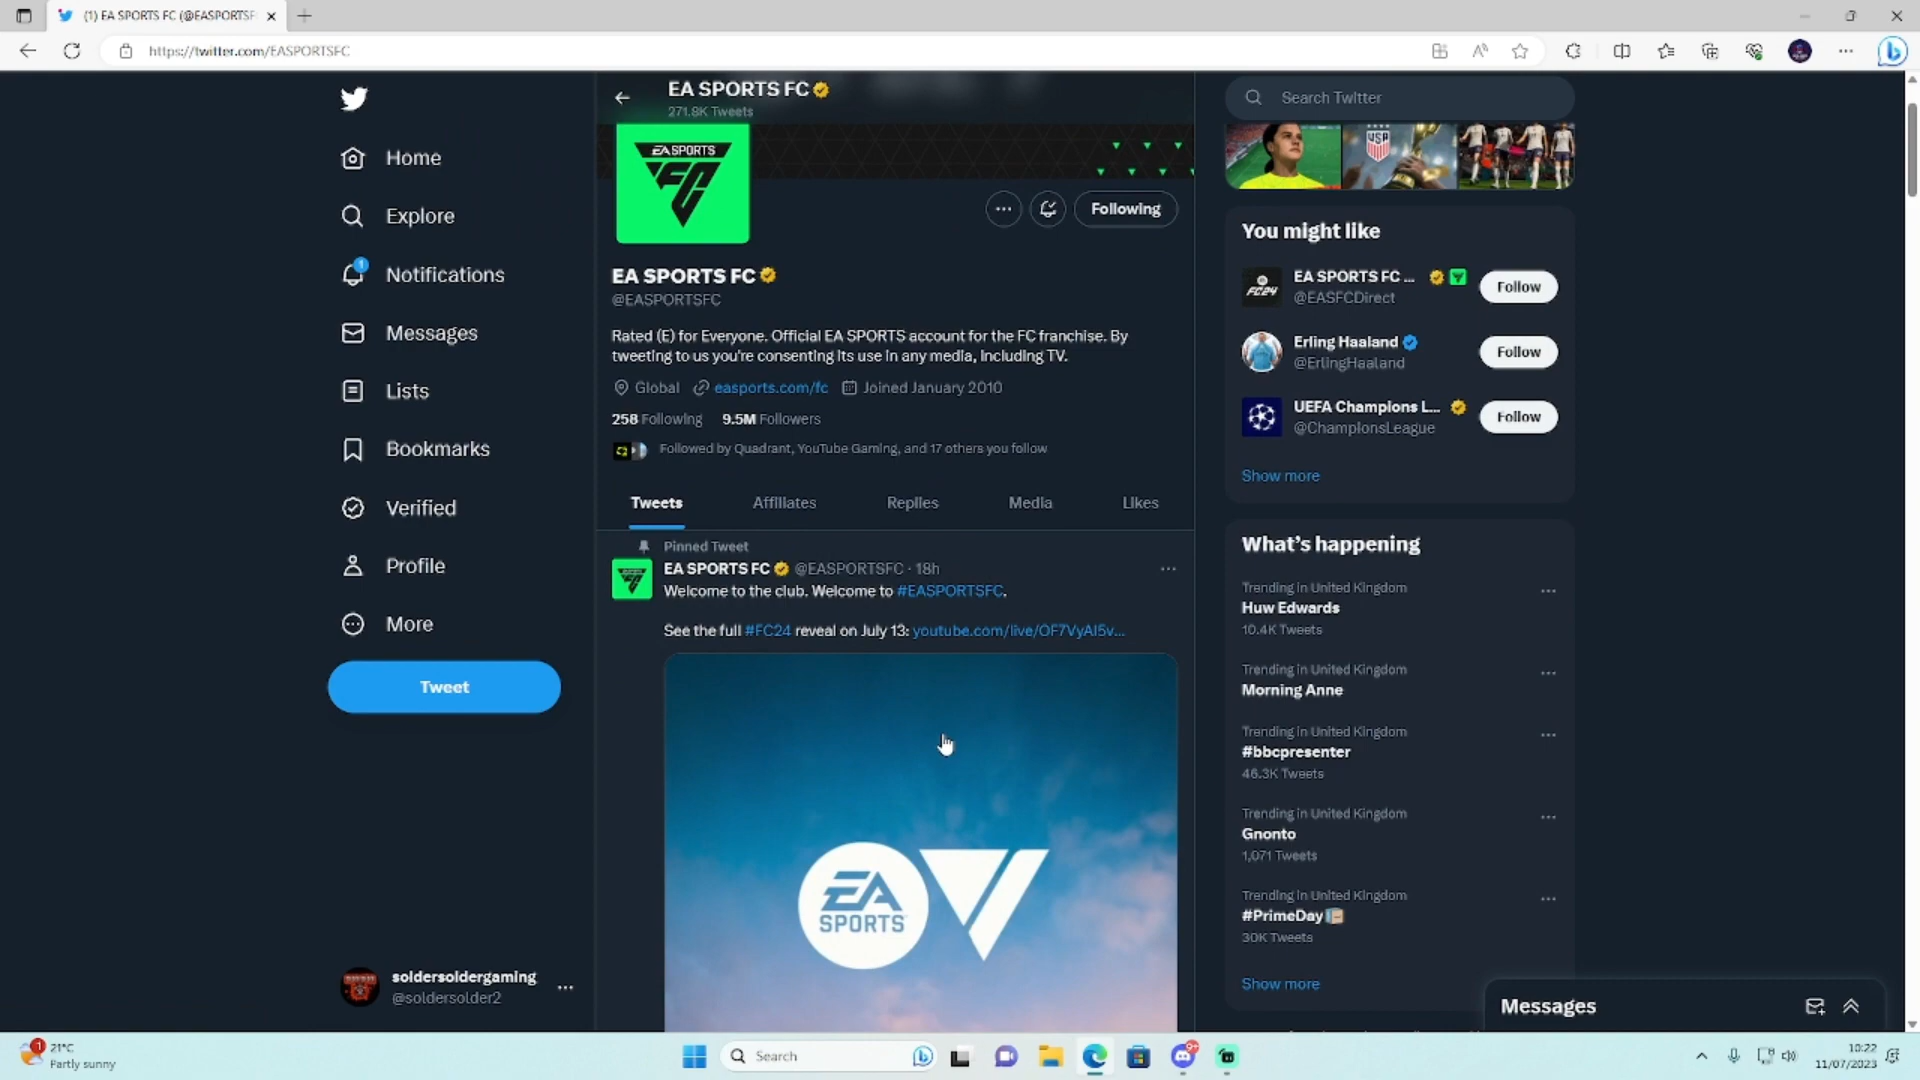 (1) EA SPORTS FC (@EASPORTSF
https://twitter.com/EASPORTSFC
Home
Explore
1
Notifications
Messages
Lists
Bookmarks
Verified
Profile
More
Tweet
soldersoldergaming
@soldersolder2
EA SPORTS FC
271.8K Tweets
EA SPORTS
FC
Following
EA SPORTS FC
@EASPORTSFC
Rated (E) for Everyone. Official EA SPORTS account for the FC franchise. By
tweeting to us you're consenting its use in any media, including TV.
Global easports.com/fc Joined January 2010
258 Following 9.5M Followers
Followed by Quadrant, YouTube Gaming, and 17 others you follow
Tweets Affiliates Replies Media Likes
Pinned Tweet
EA SPORTS FC @EASPORTSFC · 18h
Welcome to the club. Welcome to #EASPORTSFC.
See the full #FC24 reveal on July 13: youtube.com/live/OF7VyAI5v...
EA
SPORTS
Search Twitter
USA
You might like
EA SPORTS FC ...
@EASFCDirect
FC24
Follow
Erling Haaland
@ErlingHaaland
Follow
UEFA Champions L...
@ChampionsLeague
Follow
Show more
What's happening
Trending in United Kingdom
Huw Edwards
10.4K Tweets
Trending in United Kingdom
Morning Anne
Trending in United Kingdom
#bbcpresenter
46.3K Tweets
Trending in United Kingdom
Gnonto
1,071 Tweets
Trending in United Kingdom
#PrimeDay
30K Tweets
Show more
Messages
1
21°C
Partly sunny
Search
9+
10:22
11/07/2023